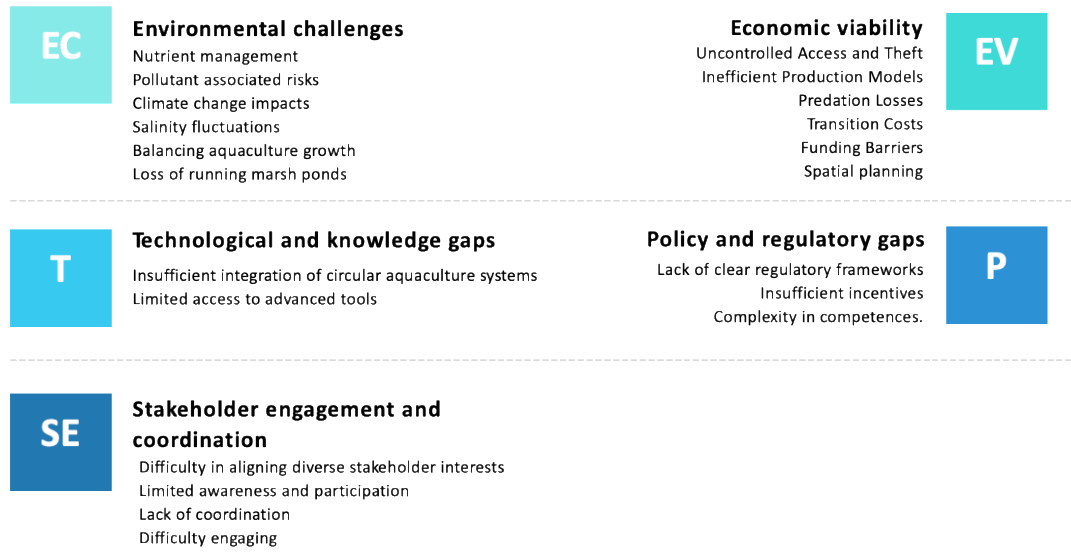 EC
Environmental challenges
Nutrient management
Pollutant associated risks
Climate change impacts
Salinity fluctuations
Balancing aquaculture growth
Loss of running marsh ponds
Economic viability
Uncontrolled Access and Theft
Inefficient Production Models
Predation Losses
Transition Costs
Funding Barriers
Spatial planning
EV
T
Technological and knowledge gaps
Insufficient integration of circular aquaculture systems
Limited access to advanced tools
Policy and regulatory gaps
Lack of clear regulatory frameworks
Insufficient incentives
Complexity in competences.
P
SE
Stakeholder engagement and
coordination
Difficulty in aligning diverse stakeholder interests
Limited awareness and participation
Lack of coordination
Difficulty engaging